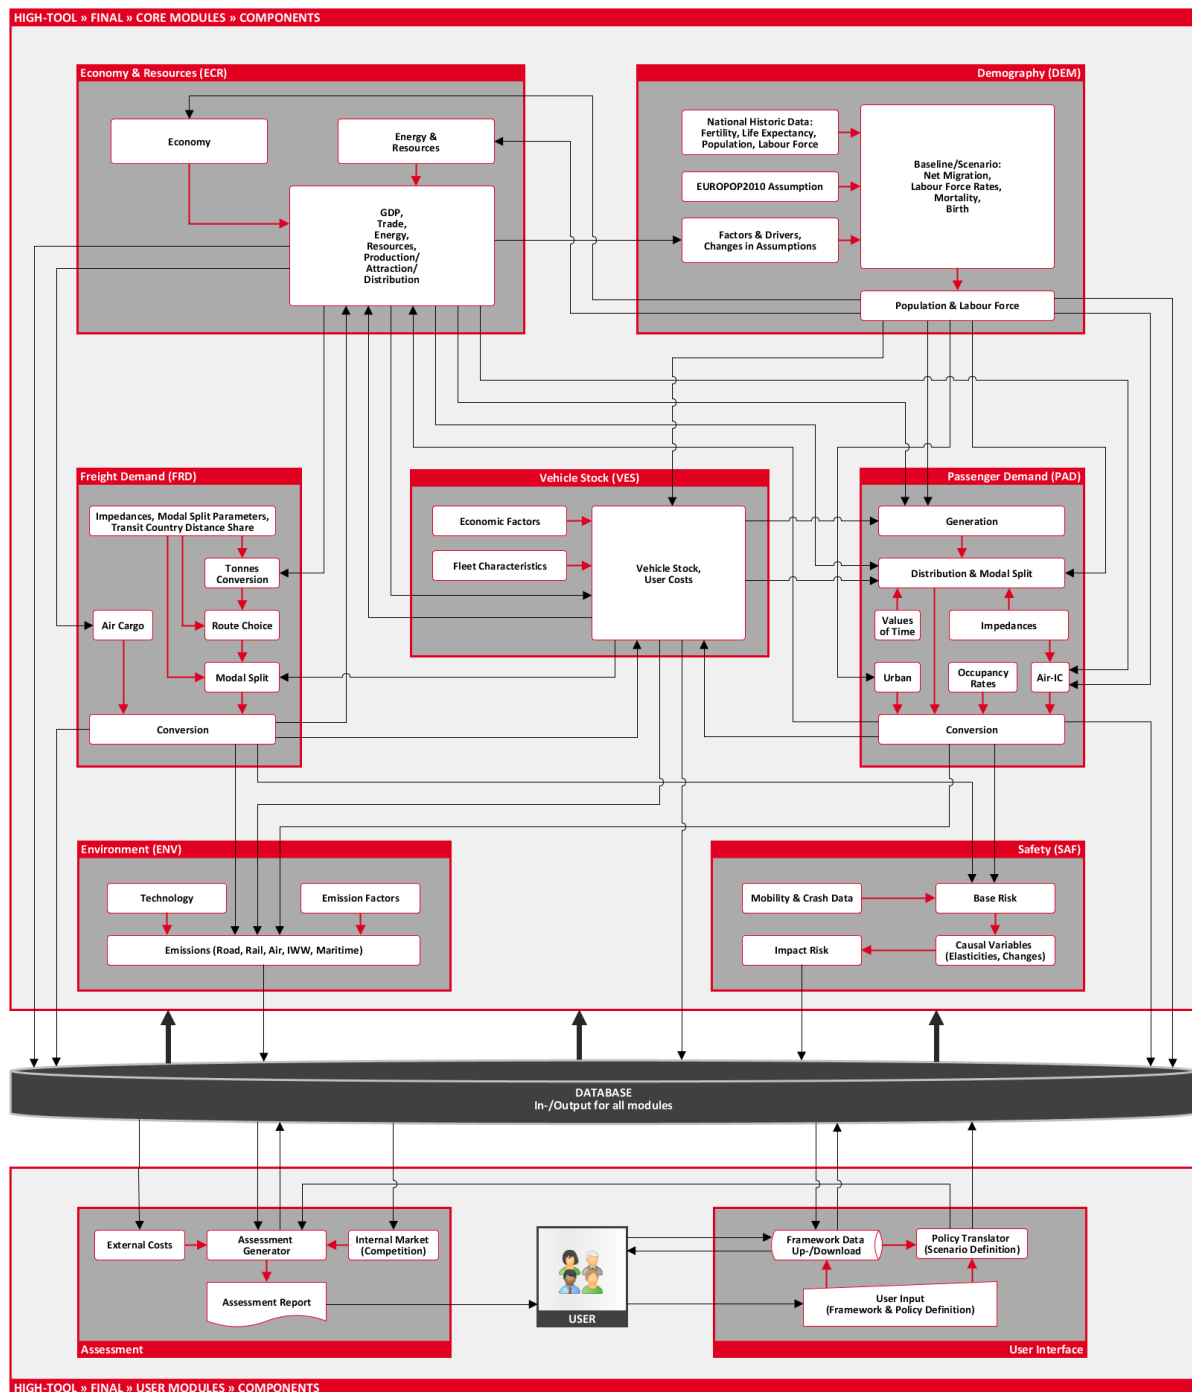 HIGH-TOOL » FINAL » CORE MODULES » COMPONENTS
Economy & Resources (ECR)
Economy
Energy &
Resources
GDP,
Trade,
Energy,
Resources,
Production/
Attraction/
Distribution
Demography (DEM)
National Historic Data:
Fertility, Life Expectancy,
Population, Labour Force
EUROPOP2010 Assumption
Factors & Drivers,
Changes in Assumptions
Baseline/Scenario:
Net Migration,
Labour Force Rates,
Mortality,
Birth
Population & Labour Force
Freight Demand (FRD)
Impedances, Modal Split Parameters,
Transit Country Distance Share
Tonnes
Conversion
Air Cargo
Route Choice
Modal Split
Conversion
Vehicle Stock (VES)
Economic Factors
Fleet Characteristics
Vehicle Stock,
User Costs
Passenger Demand (PAD)
Generation
Distribution & Modal Split
Values
of Time
Impedances
Urban
Occupancy
Rates
Air-IC
Conversion
Environment (ENV)
Technology
Emission Factors
Emissions (Road, Rail, Air, IWW, Maritime)
Safety (SAF)
Mobility & Crash Data
Base Risk
Impact Risk
Causal Variables
(Elasticities, Changes)
DATABASE
In-/Output for all modules
External Costs
Assessment
Generator
Internal Market
(Competition)
Assessment Report
Assessment
USER
Framework Data
Up-/Download
Policy Translator
(Scenario Definition)
User Input
(Framework & Policy Definition)
User Interface
HIGH-TOOL » FINAL » USER MODULES » COMPONENTS